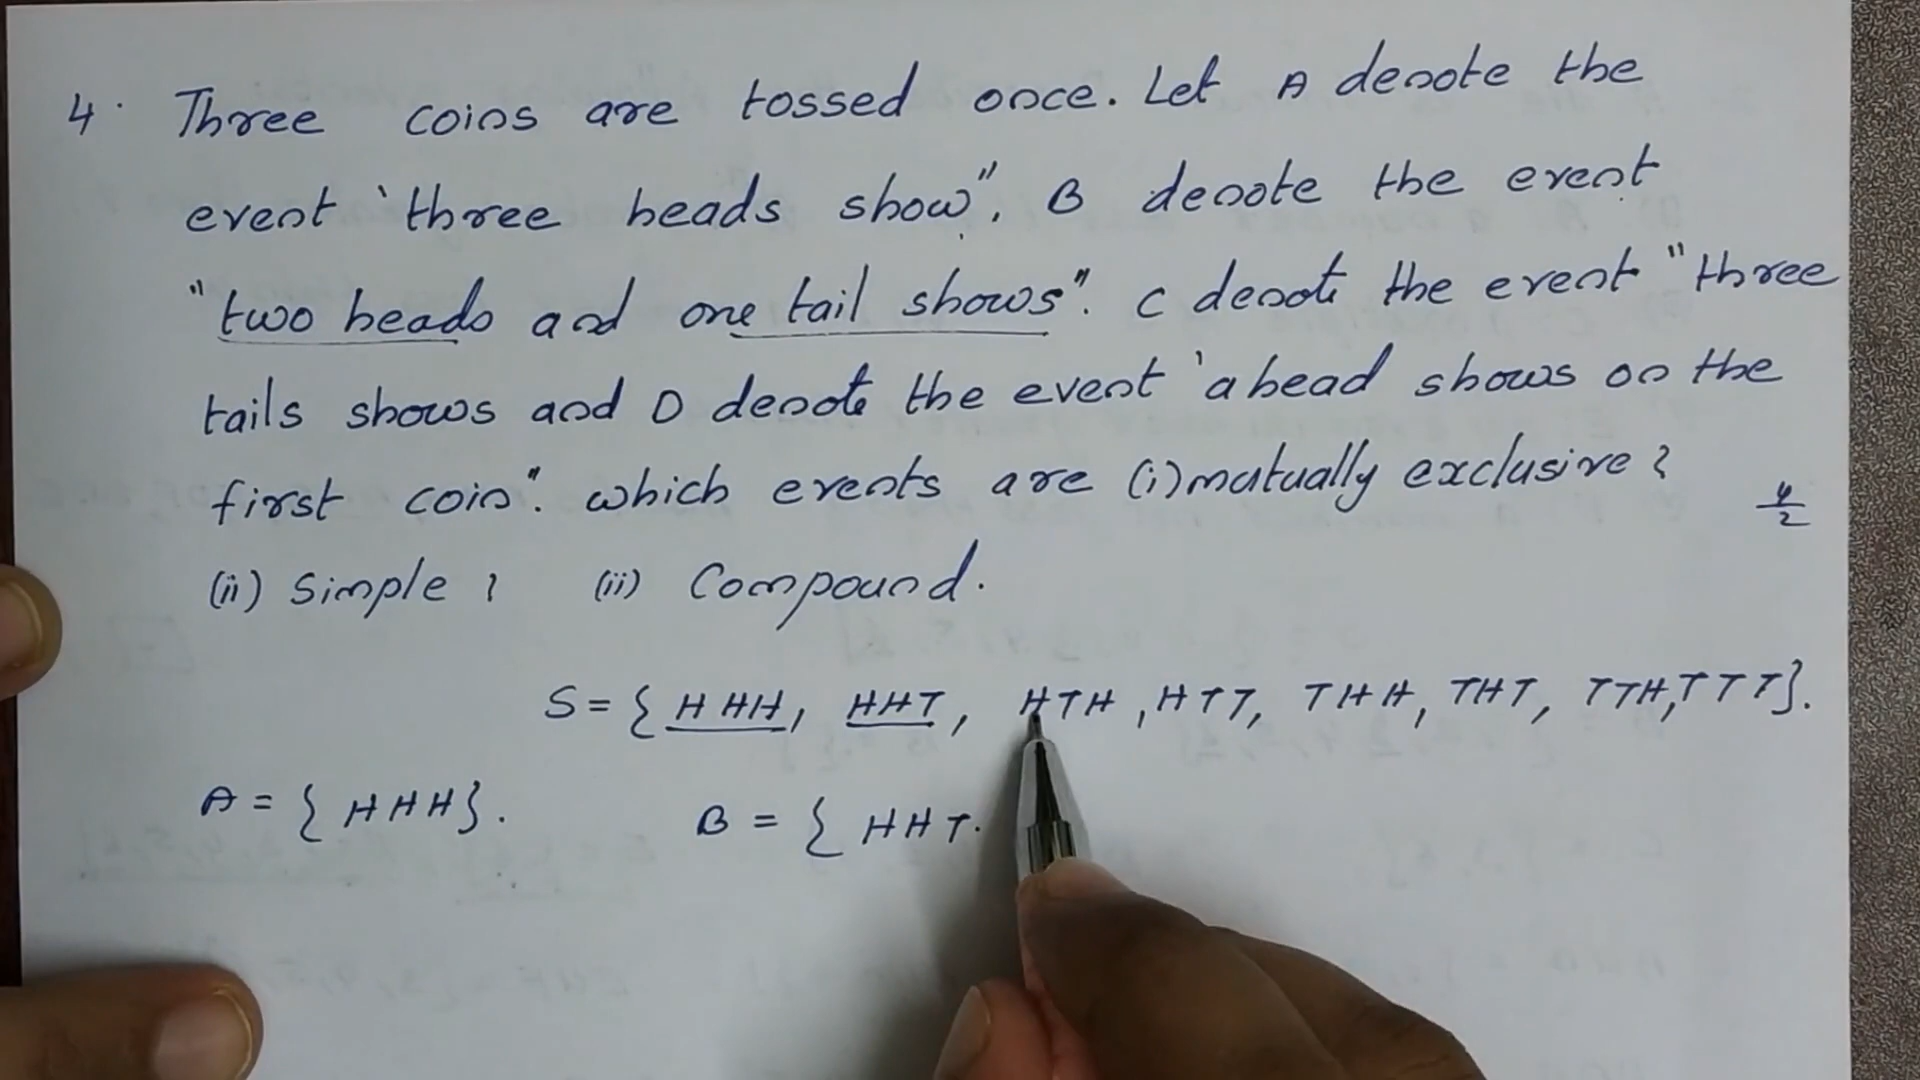 4. Three coins are tossed once. Let A denote the
event 'three heads show". B denote the event
"two heads and one tail shows". C denote the event "three
tails shows and D denote the event 'a head shows on the
first coin". which events are (i) mutually exclusive?
(ii) Simple ? (ii) Compound.
S = { HHH, HHT, HTH, HTT, THH, THT, TTH, TTT}.
A = { HHH}. B = { HHT.